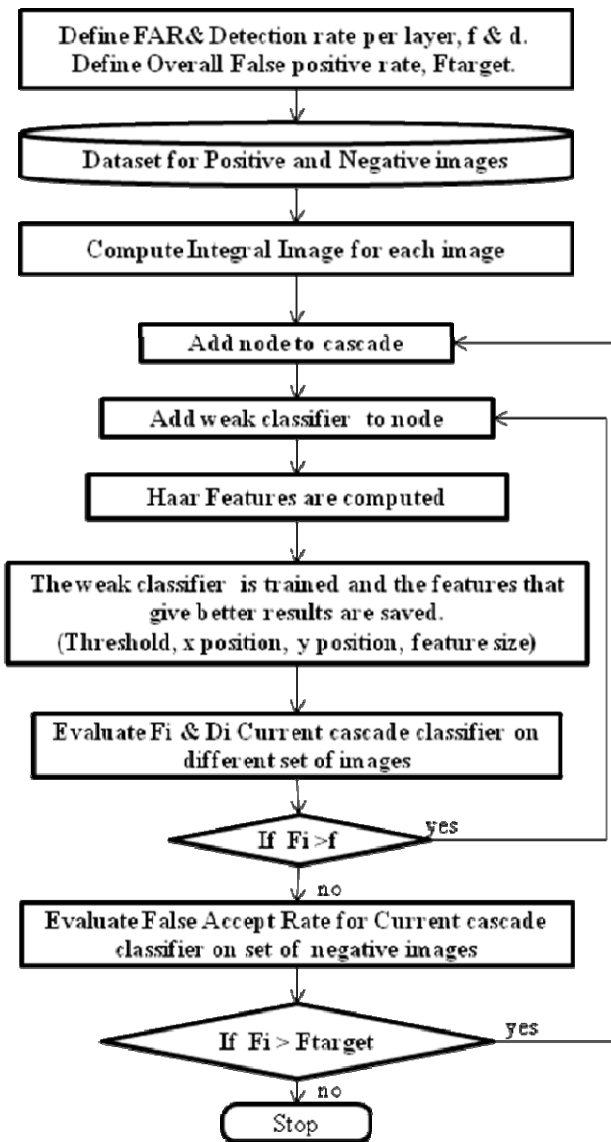 Define FAR& Detection rate per layer, f & d.
Define Overall False positive rate, Ftarget.
Dataset for Positive and Negative images
Compute Integral Image for each image
Add node to cascade
Add weak classifier to node
Haar Features are computed
The weak classifier is trained and the features that
give better results are saved.
(Threshold, x position, y position, feature size)
Evaluate Fi & Di Current cascade classifier on
different set of images
If Fi >f
yes
no
Evaluate False Accept Rate for Current cascade
classifier on set of negative images
If Fi > Ftarget
yes
no
Stop